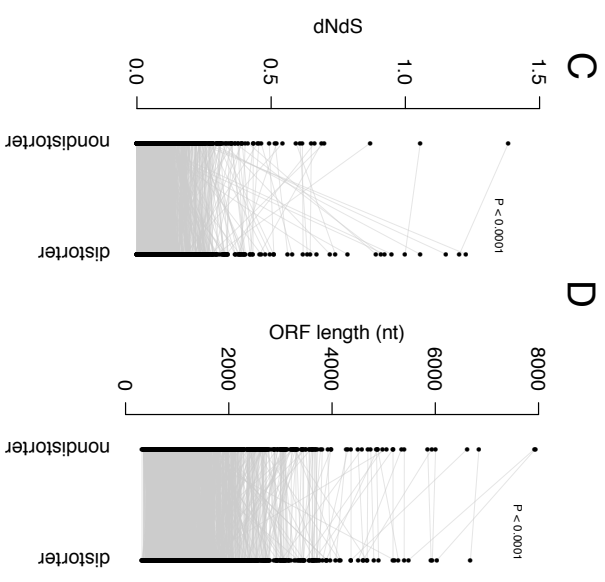 C
dNdS
0.0
0.5
1.0
1.5
nondistorter
distorter
P < 0.0001
D
ORF length (nt)
0
2000
4000
6000
8000
nondistorter
distorter
P < 0.0001